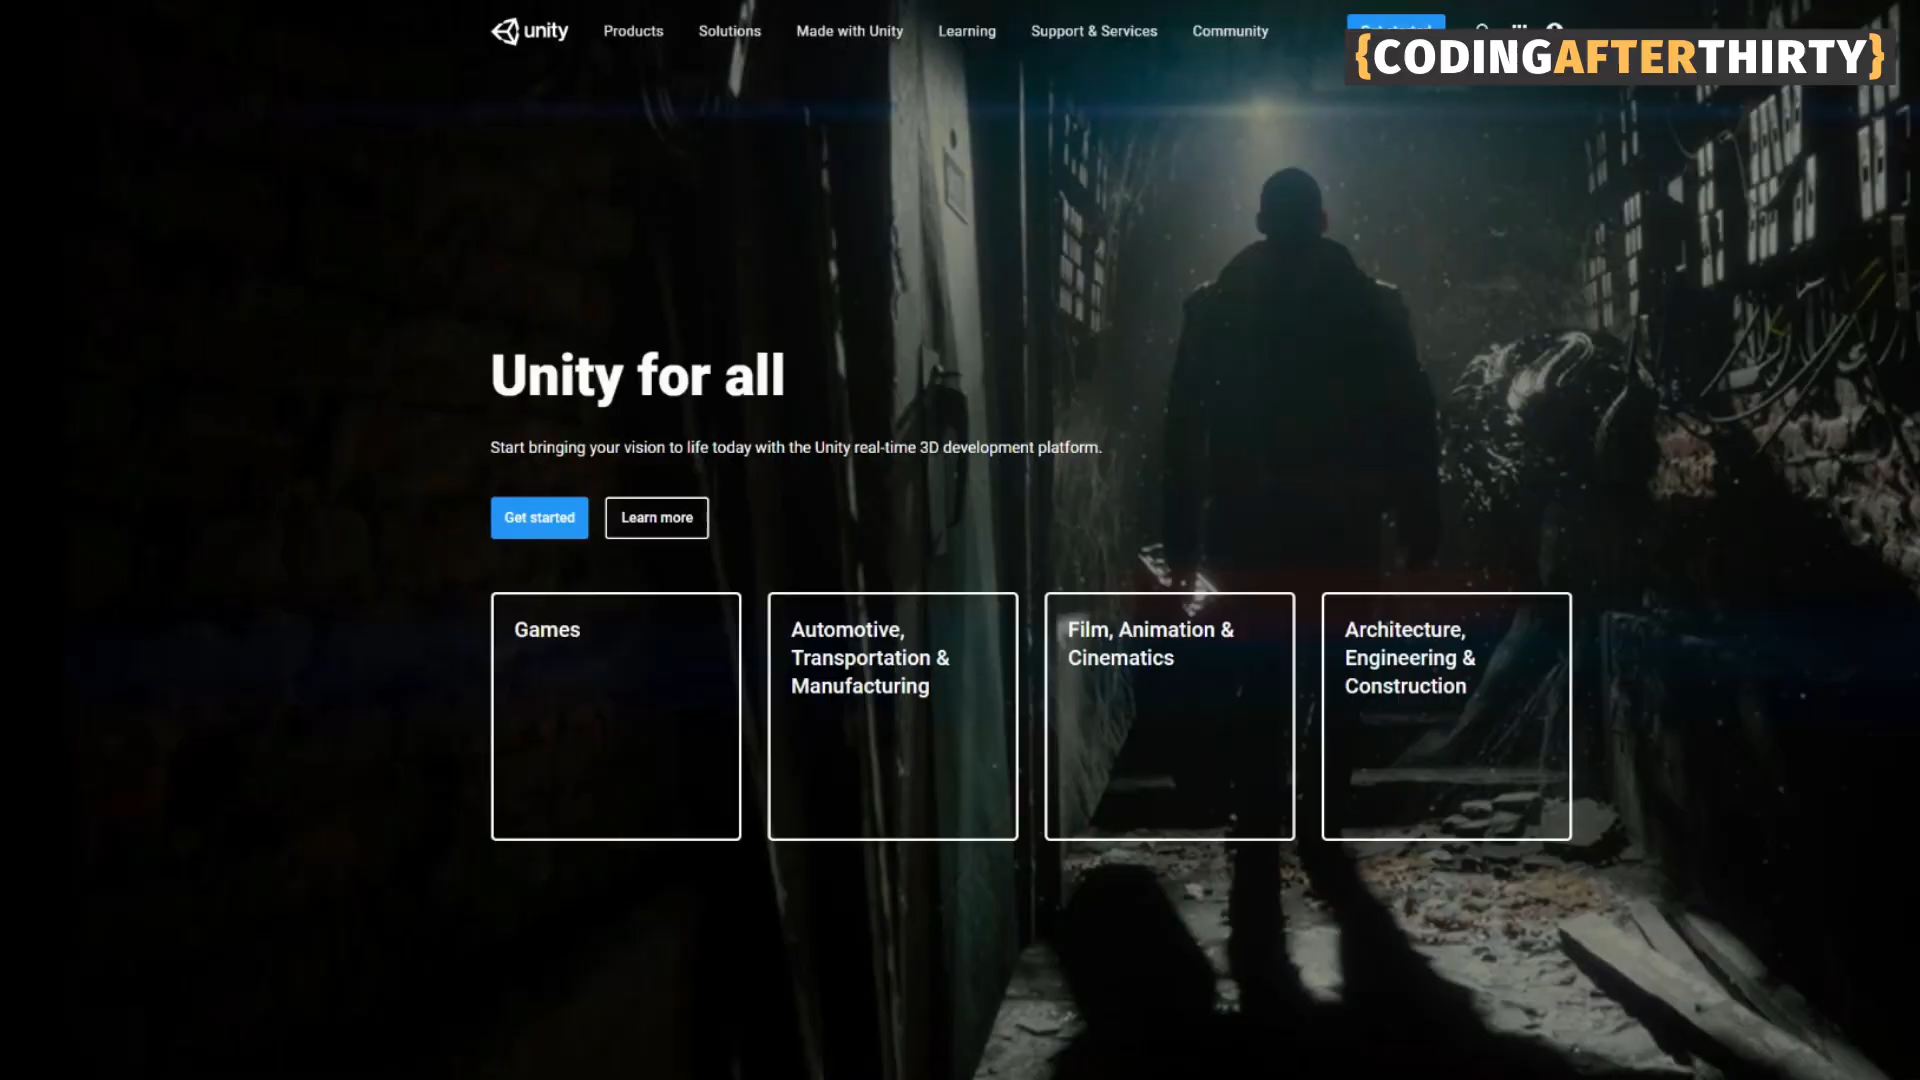 unity
Products
Solutions
Made with Unity
Learning
Support & Services
Community
{CODINGAFTERTHIRTY}
Unity for all
Start bringing your vision to life today with the Unity real-time 3D development platform.
Get started
Learn more
Games
Automotive,
Transportation &
Manufacturing
Film, Animation &
Cinematics
Architecture,
Engineering &
Construction